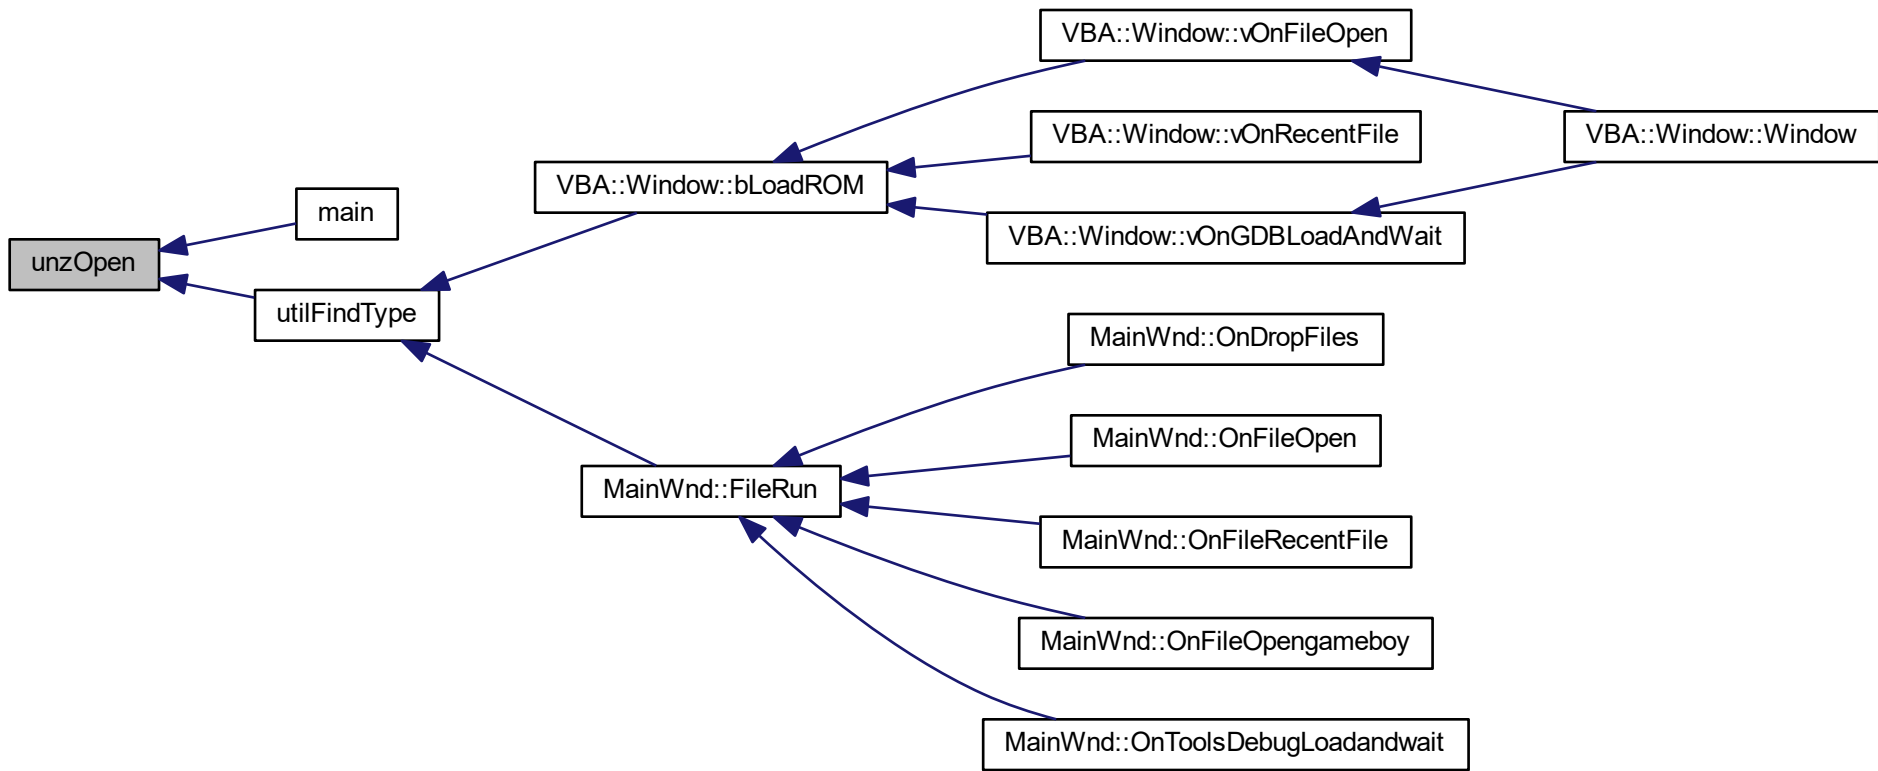 VBA::Window::vOnFileOpen
VBA::Window::vOnRecentFile
VBA::Window::Window
VBA::Window::bLoadROM
main
VBA::Window::vOnGDBLoadAndWait
unzOpen
utilFindType
MainWnd::OnDropFiles
MainWnd::OnFileOpen
MainWnd::FileRun
MainWnd::OnFileRecentFile
MainWnd::OnFileOpengameboy
MainWnd::OnToolsDebugLoadandwait